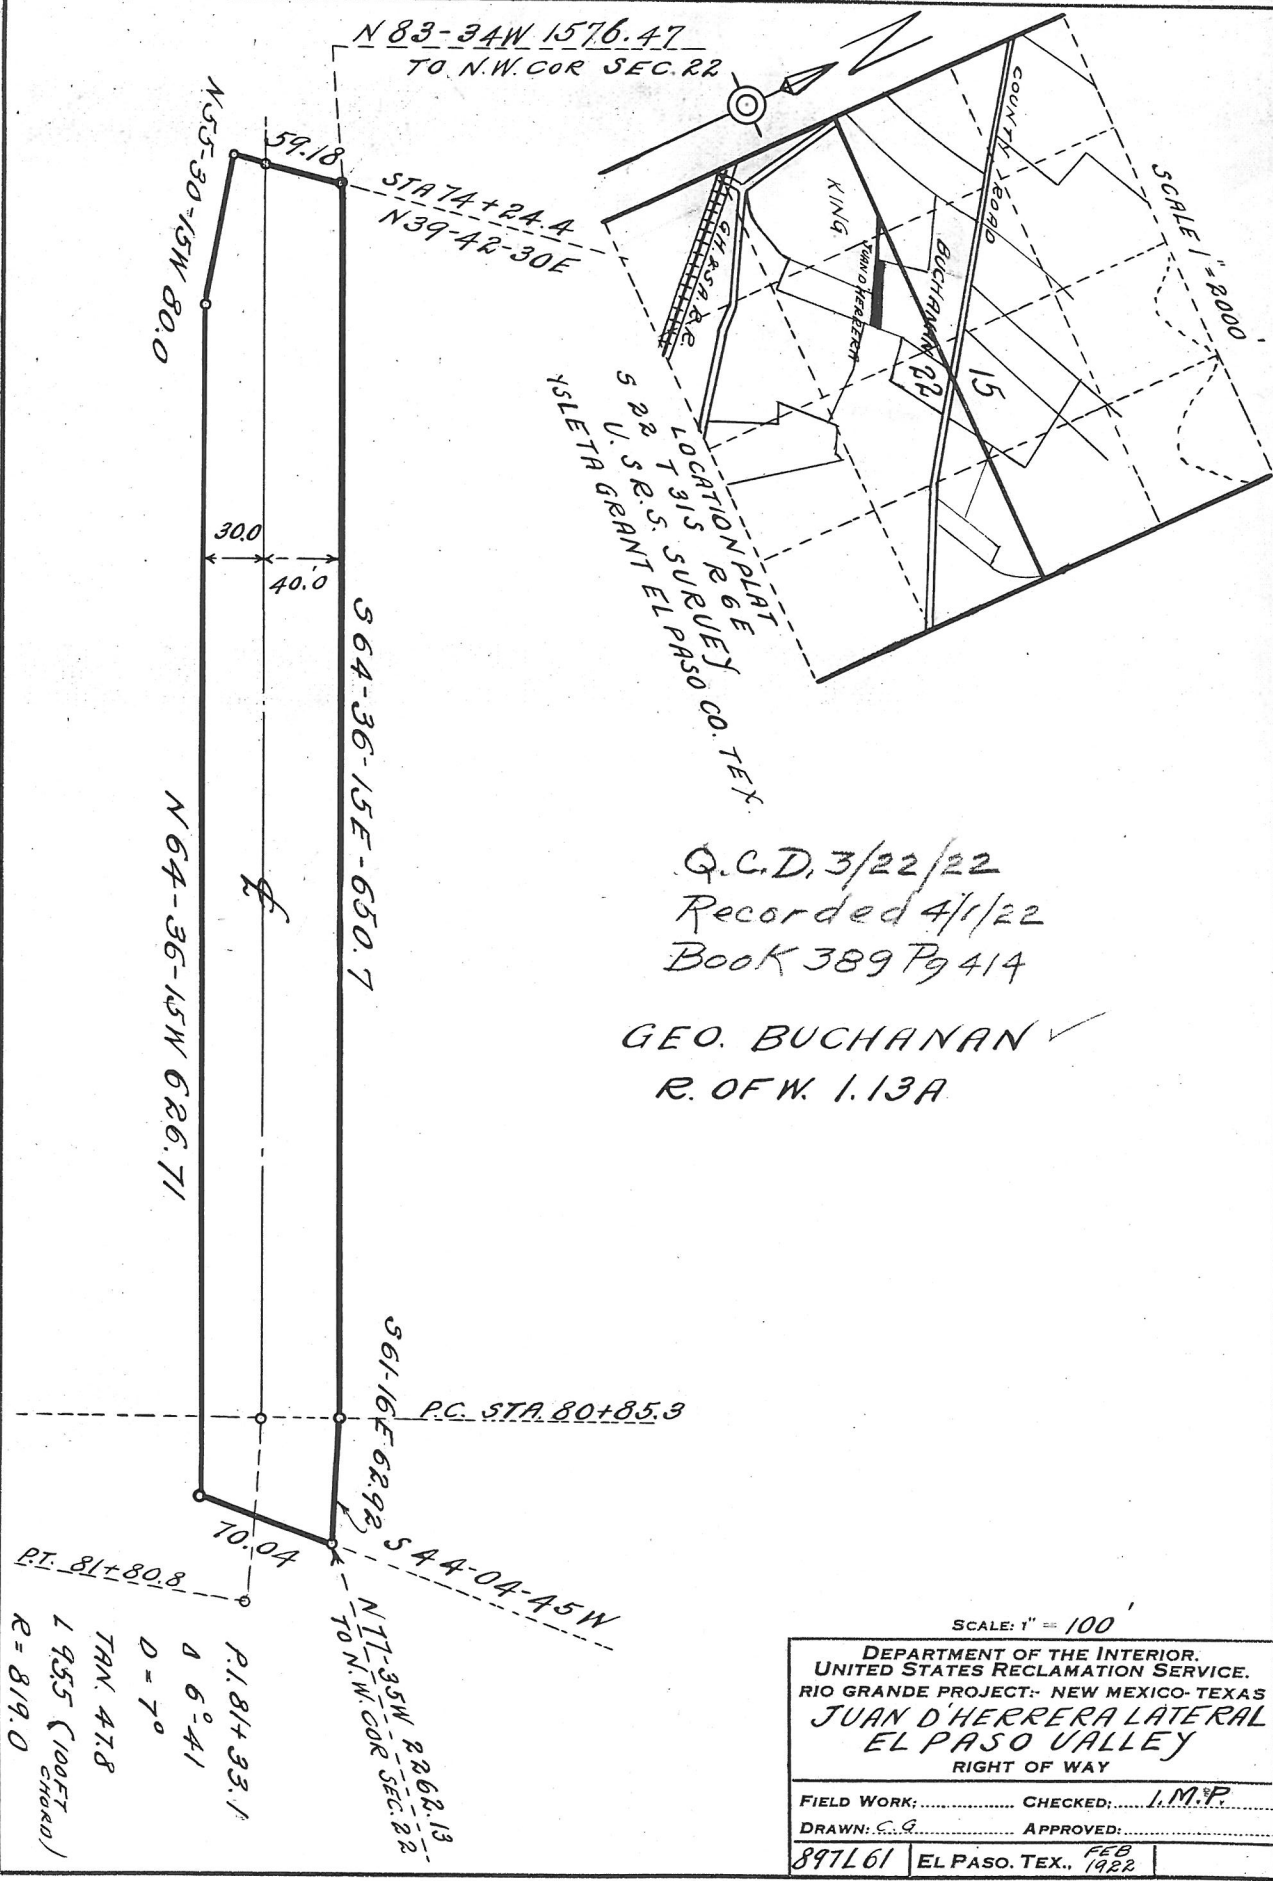 N 83-34W 1576.47
TO N.W. COR SEC. 22
N55-30-15W 80.0
59.18
STA 74+24.4
N39-42-30E
30.0
40.0
S64-36-15E-650.7
N64-36-15W 626.71
P.C. STA. 80+85.3
S61-16E 62.92
70.04
S44-04-45W
P.T. 81+80.8
N77-35W 2262.13
TO N.W. COR SEC. 22
P.I. 81+33.1
Δ 6°-41
D = 7°
TAN. 47.8
L 95.5 (100FT CHORD)
R = 819.0
COUNTY ROAD
SCALE 1"=2000'
KING
JUAN D HERRERA
BUCHANAN
G.H.&S.A.R.R.
15
22
LOCATION PLAT
S 22 T 31S R 6E
U.S.R.S. SURVEY
YSLETA GRANT EL PASO CO. TEX.
Q.C.D. 3/22/22
Recorded 4/1/22
Book 389 Pg 414
GEO. BUCHANAN ✓
R. OF W. 1.13A
SCALE: 1" = 100'
DEPARTMENT OF THE INTERIOR.
UNITED STATES RECLAMATION SERVICE.
RIO GRANDE PROJECT:- NEW MEXICO-TEXAS
JUAN D'HERRERA LATERAL
EL PASO VALLEY
RIGHT OF WAY
FIELD WORK: CHECKED: I.M.P.
DRAWN: C.G. APPROVED:
897L61 EL PASO. TEX., FEB 1922